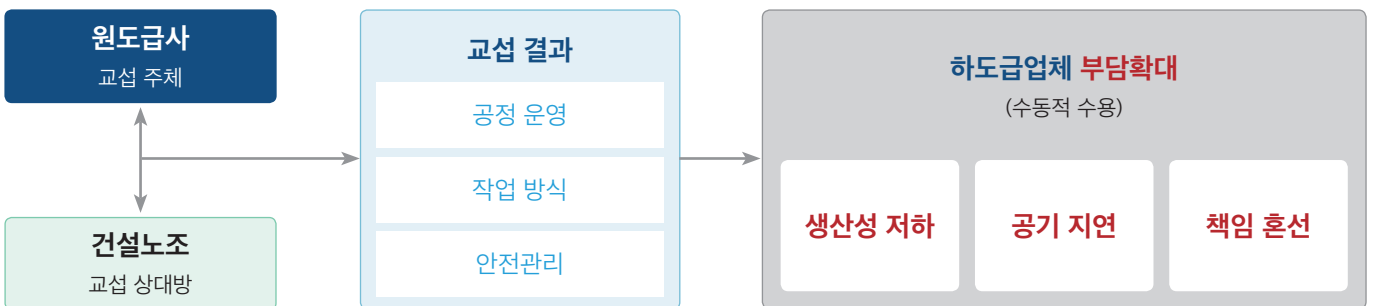 원도급사
교섭 주체
건설노조
교섭 상대방
교섭 결과
공정 운영
작업 방식
안전관리
하도급업체 부담확대
(수동적 수용)
생산성 저하
공기 지연
책임 혼선